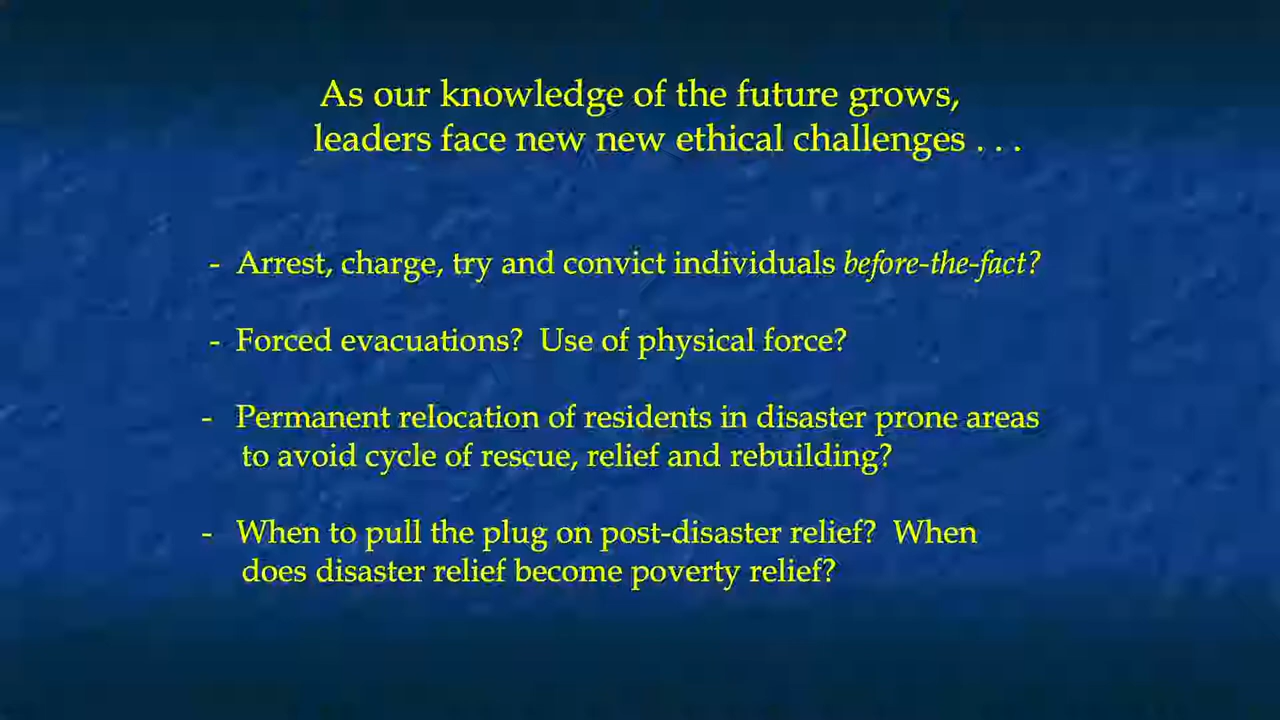 As our knowledge of the future grows,
leaders face new new ethical challenges . . .
- Arrest, charge, try and convict individuals before-the-fact?
- Forced evacuations? Use of physical force?
- Permanent relocation of residents in disaster prone areas
to avoid cycle of rescue, relief and rebuilding?
- When to pull the plug on post-disaster relief? When
does disaster relief become poverty relief?